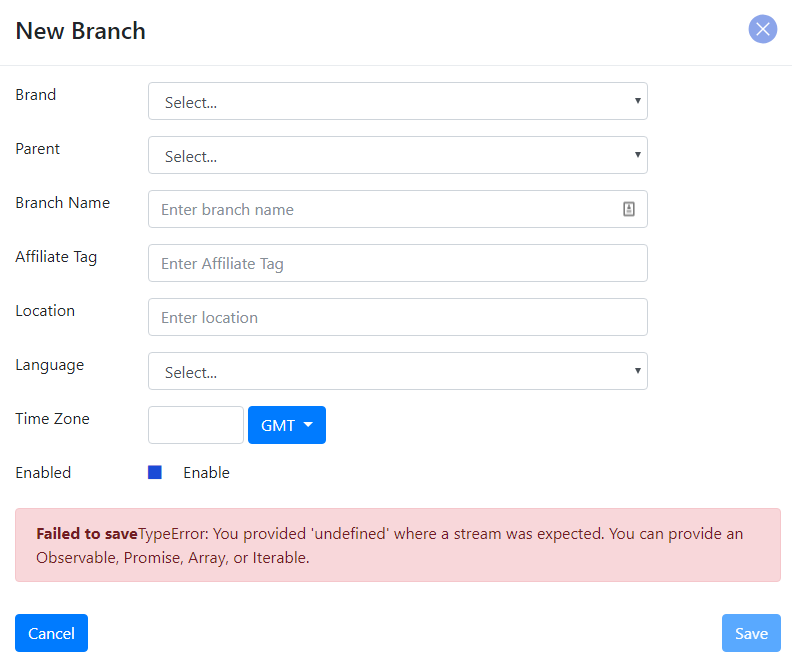 New Branch
Brand
Select...
Parent
Select...
Branch Name
Enter branch name
Affiliate Tag
Enter Affiliate Tag
Location
Enter location
Language
Select...
Time Zone
GMT
Enabled
Enable
Failed to saveTypeError: You provided 'undefined' where a stream was expected. You can provide an
Observable, Promise, Array, or Iterable.
Cancel
Save